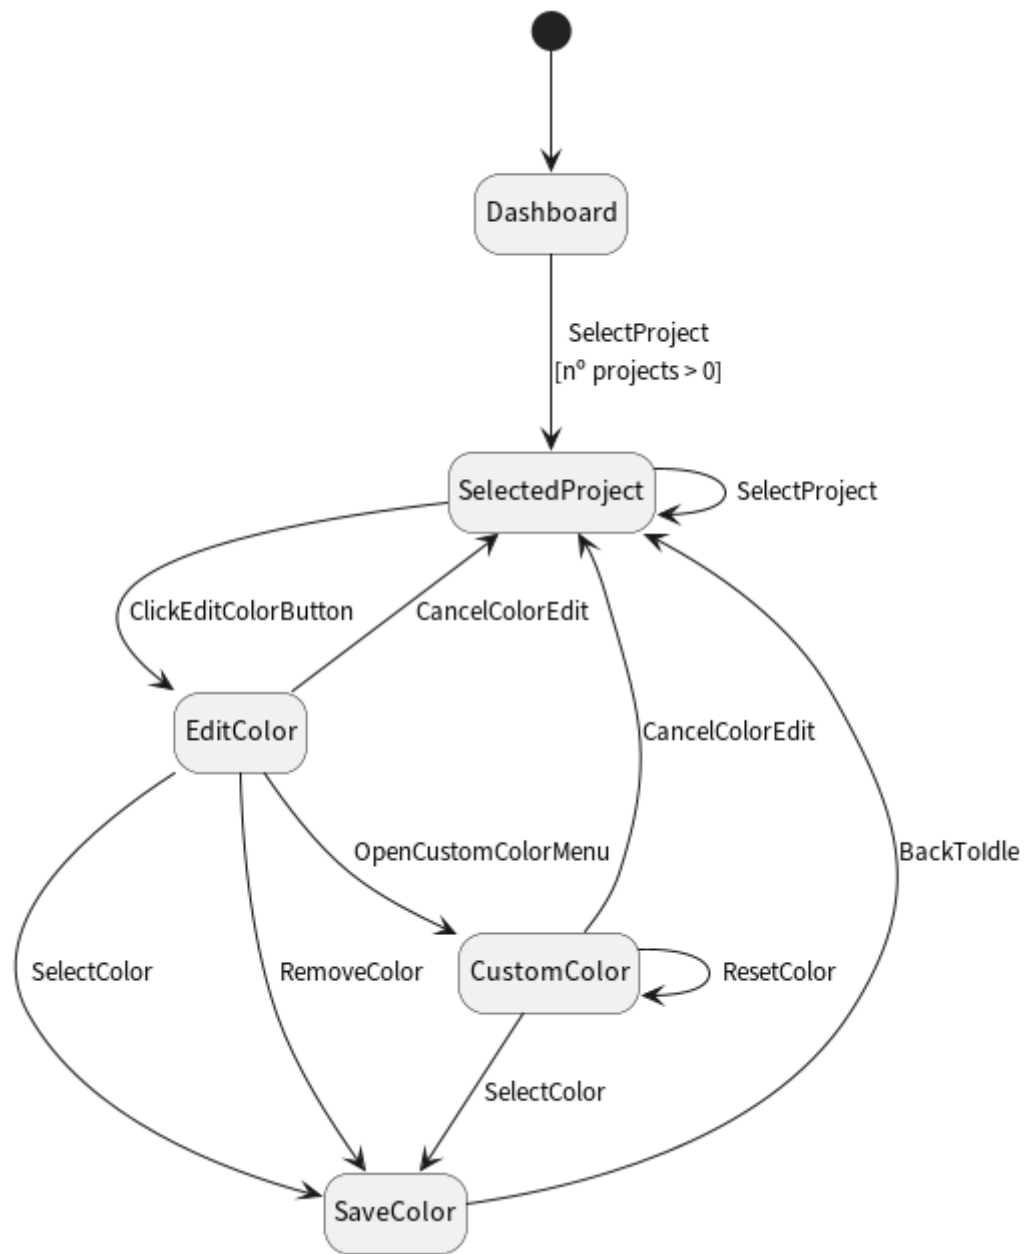 Dashboard
SelectProject
[nº projects > 0]
SelectedProject
SelectProject
ClickEditColorButton
CancelColorEdit
EditColor
CancelColorEdit
OpenCustomColorMenu
BackToIdle
SelectColor
RemoveColor
CustomColor
ResetColor
SelectColor
SaveColor